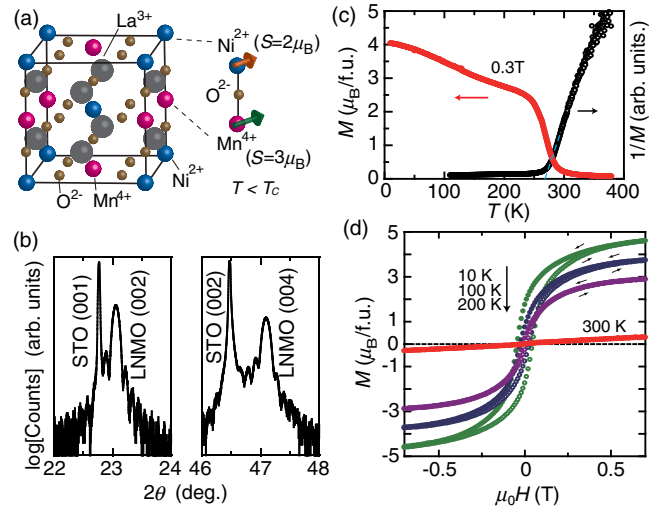 (a)
La3+
Ni2+
(S=2μB)
O2-
Mn4+
(S=3μB)
T < TC
O2-
Mn4+
Ni2+
(b)
log[Counts] (arb. units)
STO (001)
LNMO (002)
STO (002)
LNMO (004)
22 23 24
46 47 48
2θ (deg.)
(c)
M (μB/f.u.)
5
4
3
2
1
0
0.3T
0 100 200 300 400
T (K)
1/M (arb. units.)
(d)
M (μB/f.u.)
5
3
1
0
-1
-3
-5
10 K
100 K
200 K
300 K
-0.5 0 0.5
μ0H (T)